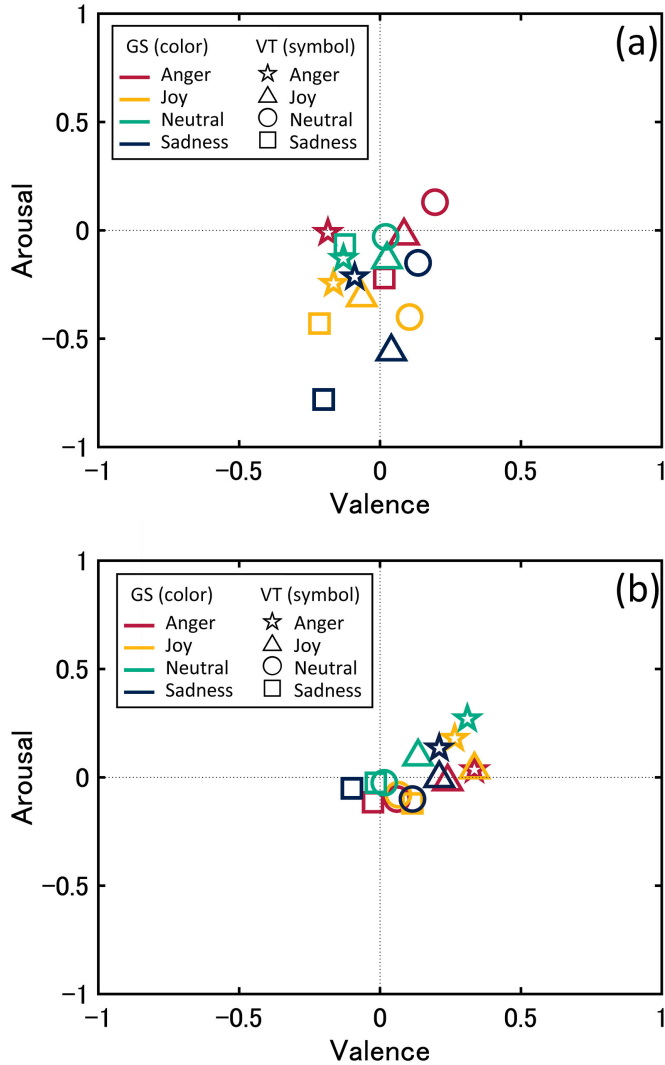 1
(a)
GS (color) VT (symbol)
Anger Anger
Joy Joy
Neutral Neutral
Sadness Sadness
0.5
0
−0.5
−1
Arousal
−1 −0.5 0 0.5 1
Valence
1
(b)
GS (color) VT (symbol)
Anger Anger
Joy Joy
Neutral Neutral
Sadness Sadness
0.5
0
−0.5
−1
Arousal
−1 −0.5 0 0.5 1
Valence